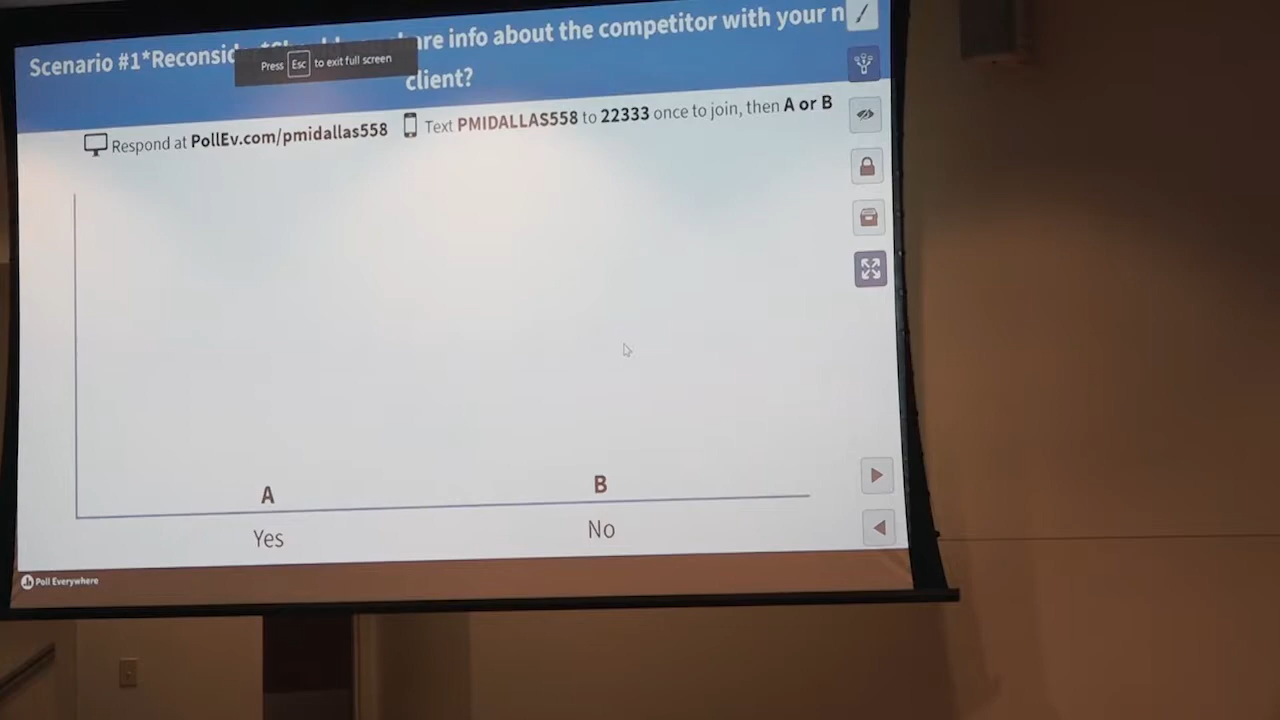 Scenario #1*Reconsid are info about the competitor with your n
client?
Press Esc to exit full screen
Respond at PollEv.com/pmidallas558 Text PMIDALLAS558 to 22333 once to join, then A or B
A B
Yes No
Poll Everywhere